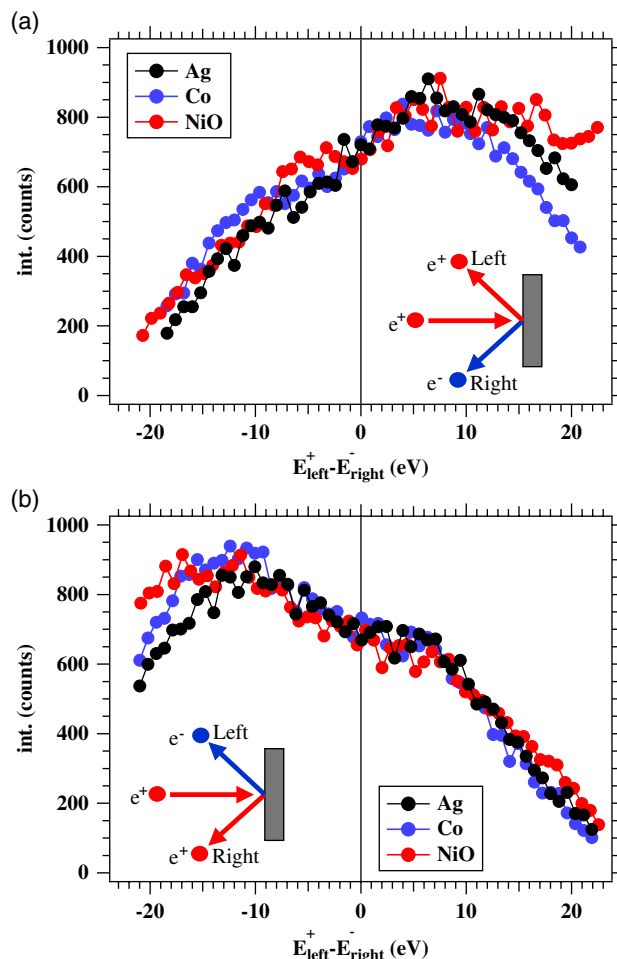 (a)
1000
800
600
400
200
0
int. (counts)
Ag
Co
NiO
e+ Left
e+
e- Right
-20 -10 0 10 20
E+left-E-right (eV)
(b)
1000
800
600
400
200
0
int. (counts)
e- Left
e+
e+ Right
Ag
Co
NiO
-20 -10 0 10 20
E+left-E-right (eV)